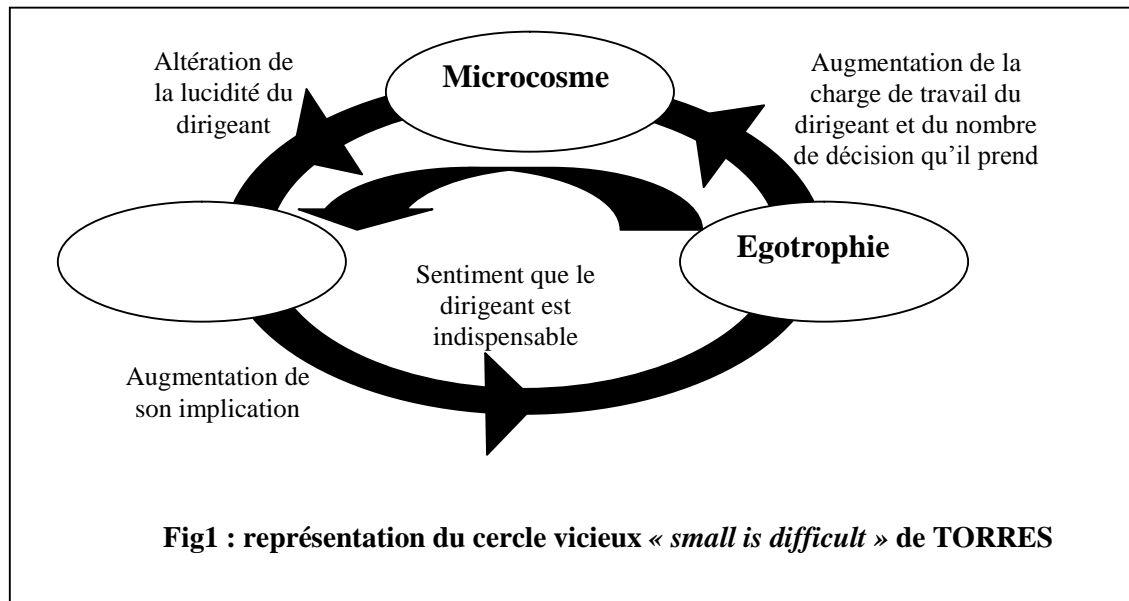 Altération de
la lucidité du
dirigeant
Microcosme
Augmentation de la
charge de travail du
dirigeant et du nombre
de décision qu'il prend
Egotrophie
Sentiment que le
dirigeant est
indispensable
Augmentation de
son implication
Fig1 : représentation du cercle vicieux « small is difficult » de TORRES